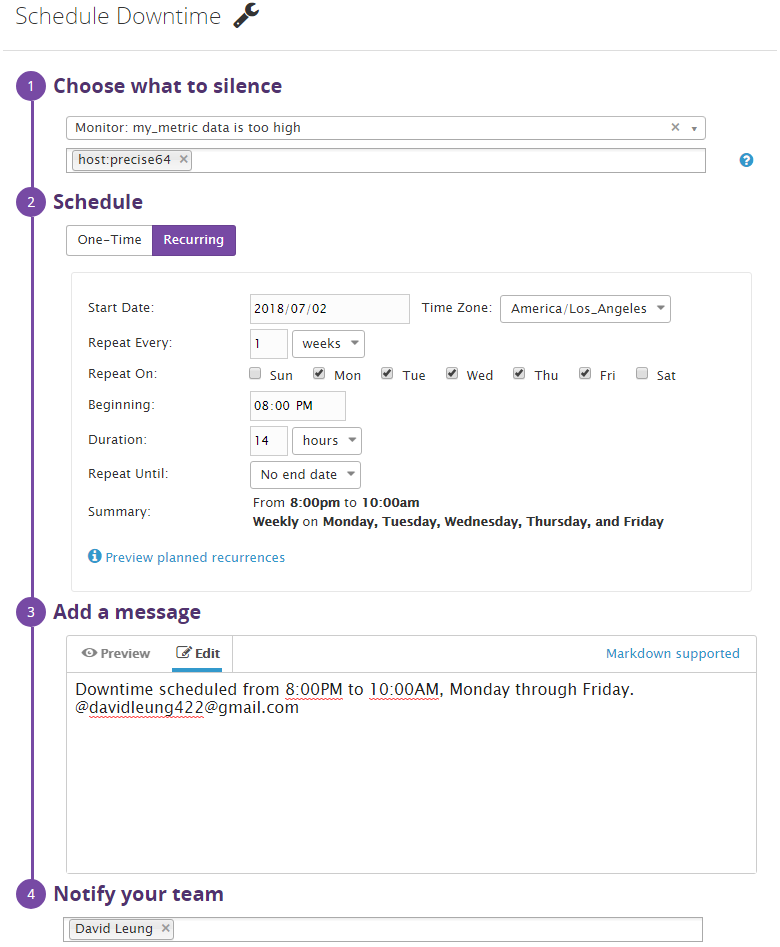 Schedule Downtime
1 Choose what to silence
Monitor: my_metric data is too high ×
host:precise64 × ?
2 Schedule
One-Time Recurring
Start Date: 2018/07/02 Time Zone: America/Los_Angeles
Repeat Every: 1 weeks
Repeat On: Sun Mon Tue Wed Thu Fri Sat
Beginning: 08:00 PM
Duration: 14 hours
Repeat Until: No end date
From 8:00pm to 10:00am
Summary:
Weekly on Monday, Tuesday, Wednesday, Thursday, and Friday
i Preview planned recurrences
3 Add a message
Preview Edit Markdown supported
Downtime scheduled from 8:00PM to 10:00AM, Monday through Friday.
@davidleung422@gmail.com
4 Notify your team
David Leung ×